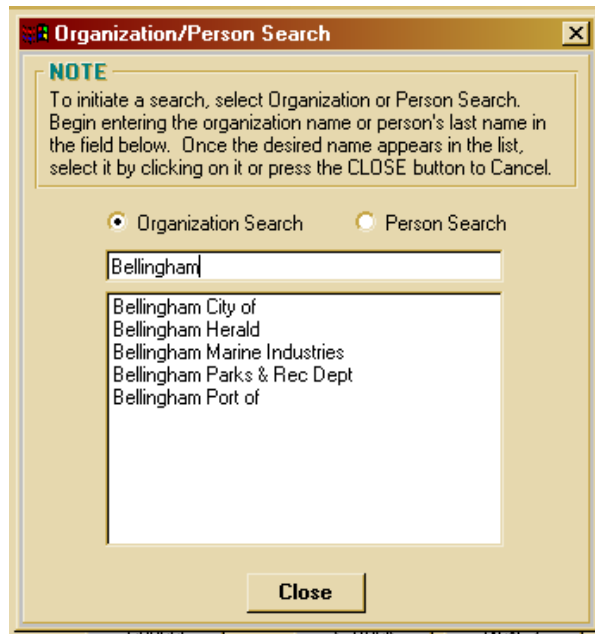 Organization/Person Search
NOTE
To initiate a search, select Organization or Person Search.
Begin entering the organization name or person's last name in
the field below. Once the desired name appears in the list,
select it by clicking on it or press the CLOSE button to Cancel.
Organization Search Person Search
Bellingham
Bellingham City of
Bellingham Herald
Bellingham Marine Industries
Bellingham Parks & Rec Dept
Bellingham Port of
Close